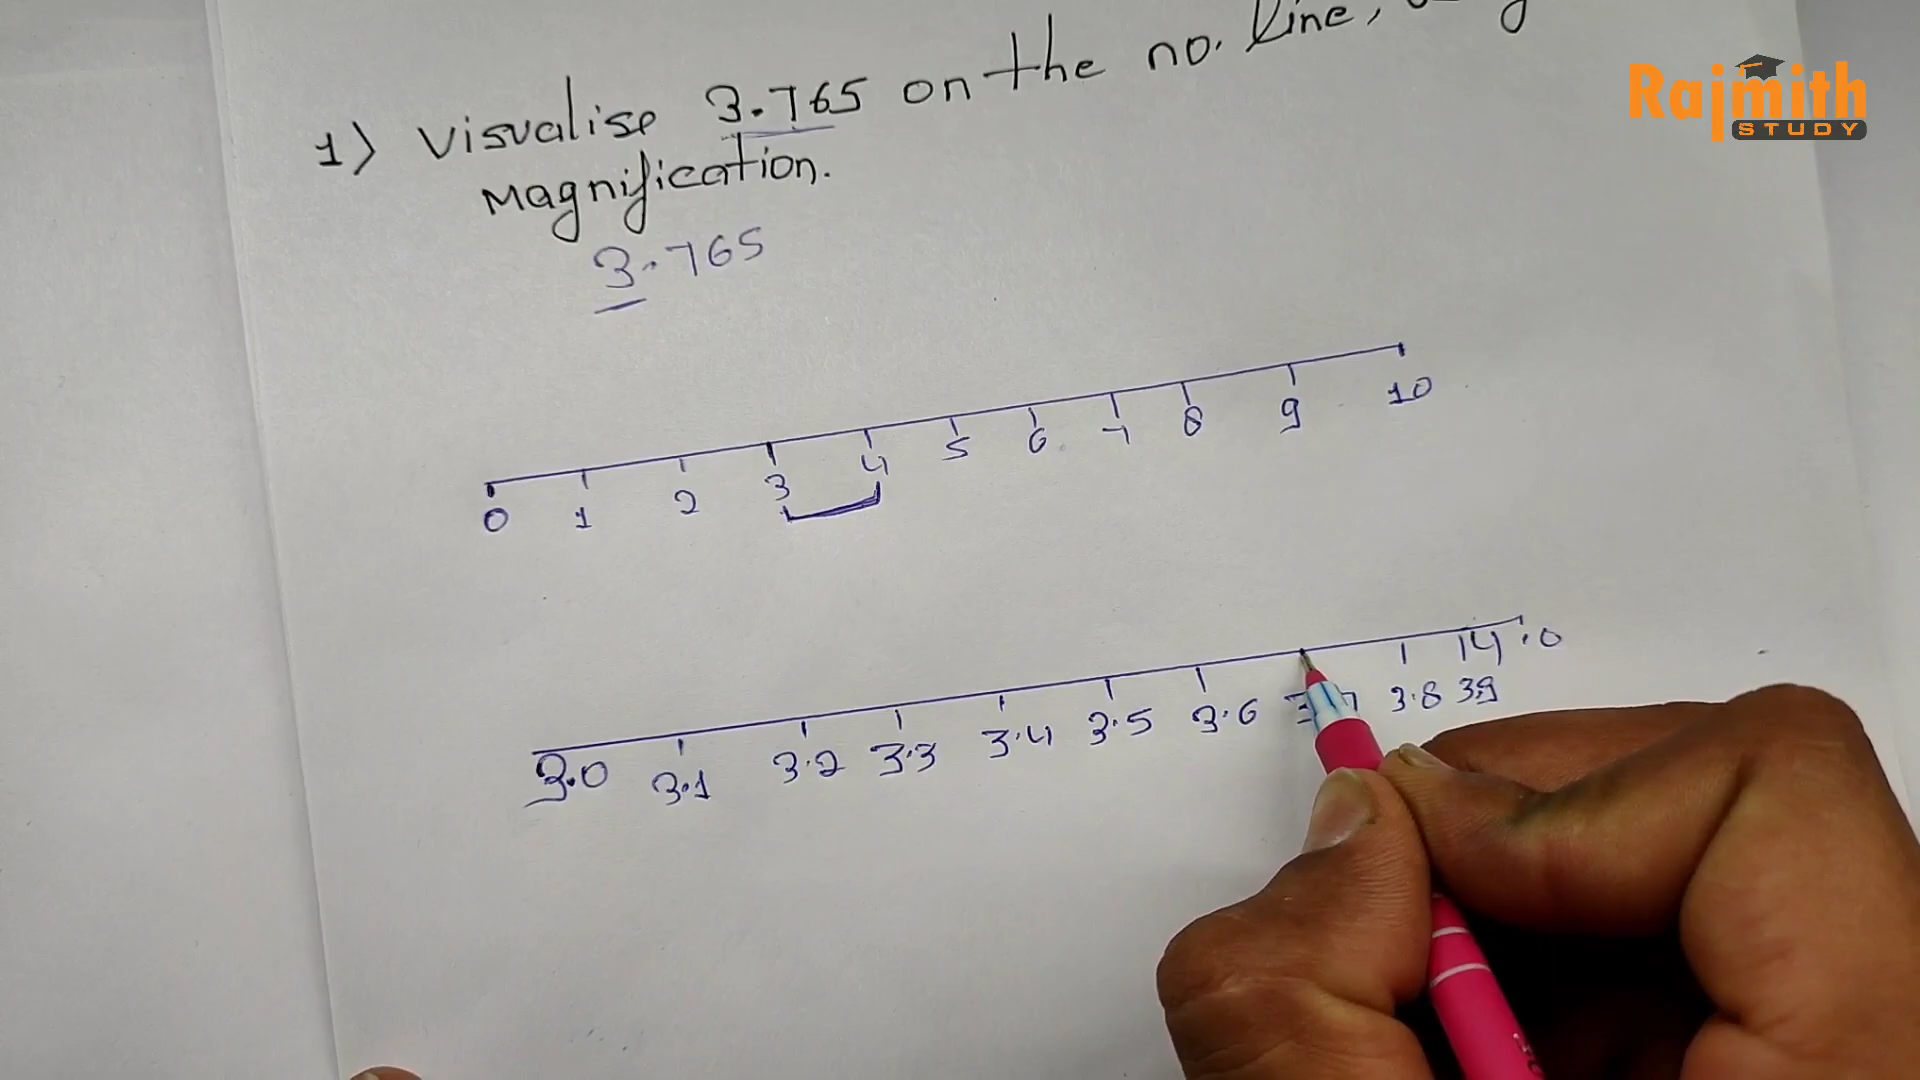 Rajmith
STUDY
1) Visualise 3.765 on the no. line,
Magnification.
3.765
0 1 2 3 4 5 6 7 8 9 10
3.0 3.1 3.2 3.3 3.4 3.5 3.6 3.8 3.9 4.0